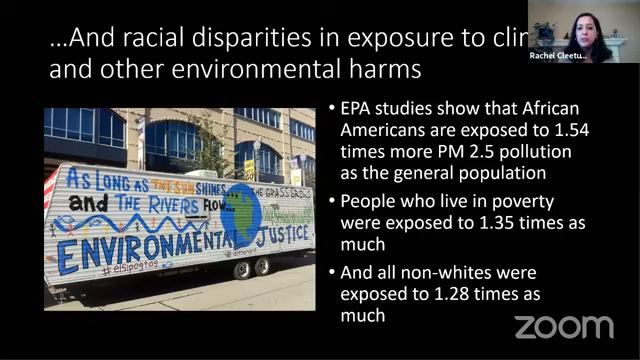 ...And racial disparities in exposure to clim
and other environmental harms
Rachel Cleetu...
• EPA studies show that African
Americans are exposed to 1.54
times more PM 2.5 pollution
as the general population
• People who live in poverty
were exposed to 1.35 times as
much
• And all non-whites were
exposed to 1.28 times as
much
AS LONG AS THE SUN SHINES...
and THE RIVERS FLOW...
THE GRASS
ENVIRONMENTAL JUSTICE
#elsipogtog
zoom